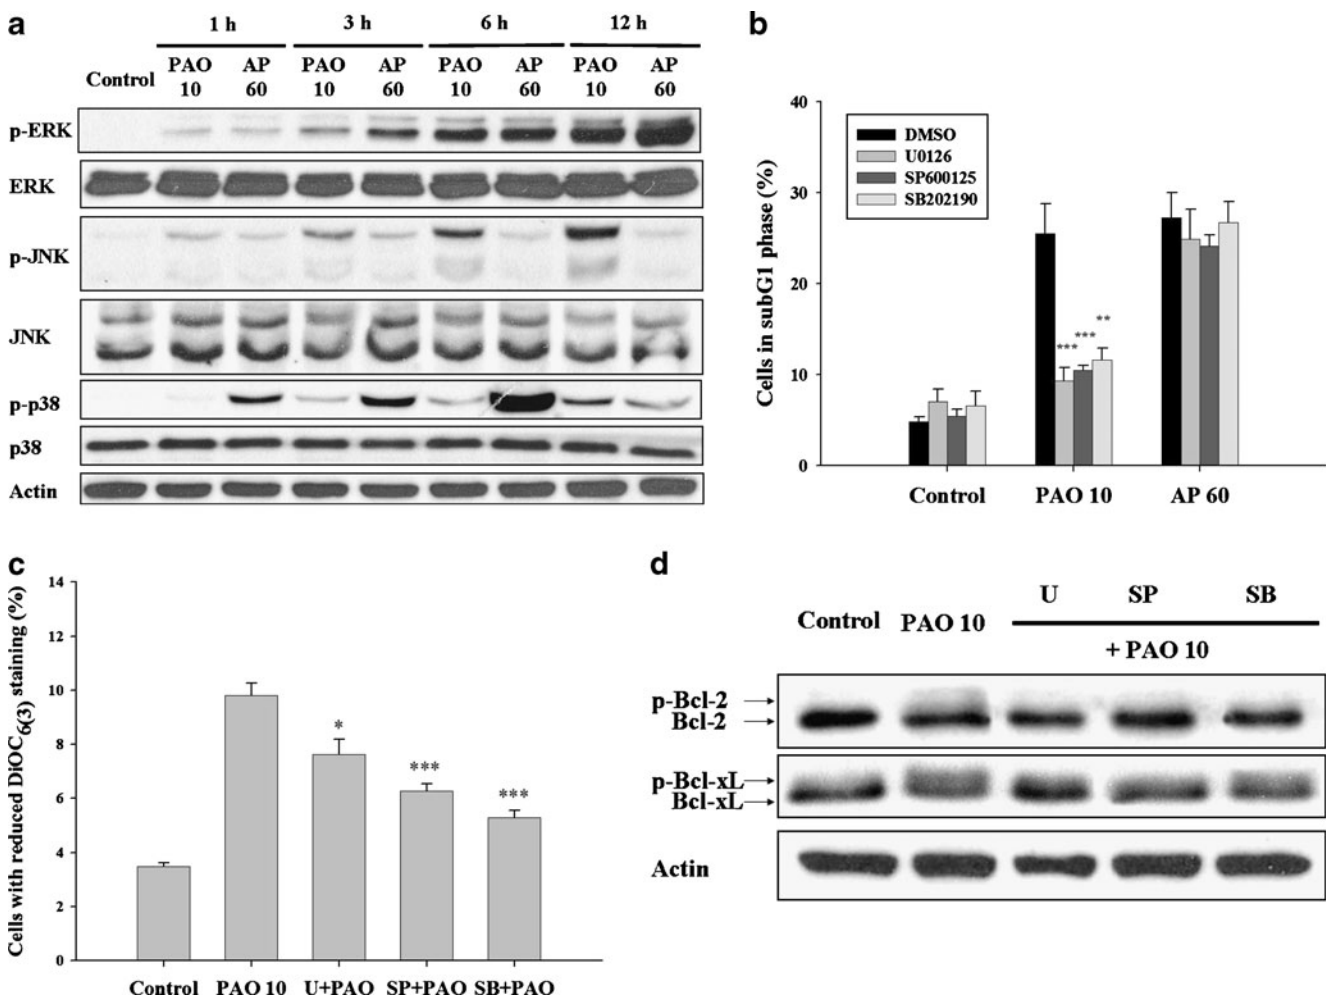 a
1 h 3 h 6 h 12 h
Control PAO 10 AP 60 PAO 10 AP 60 PAO 10 AP 60 PAO 10 AP 60
p-ERK
ERK
p-JNK
JNK
p-p38
p38
Actin
b
Cells in subG1 phase (%)
40
30
20
10
0
DMSO
U0126
SP600125
SB202190
*** *** **
Control PAO 10 AP 60
c
Cells with reduced DiOC6(3) staining (%)
14
12
10
8
6
4
2
0
* *** ***
Control PAO 10 U+PAO SP+PAO SB+PAO
d
U SP SB
Control PAO 10
+ PAO 10
p-Bcl-2
Bcl-2
p-Bcl-xL
Bcl-xL
Actin